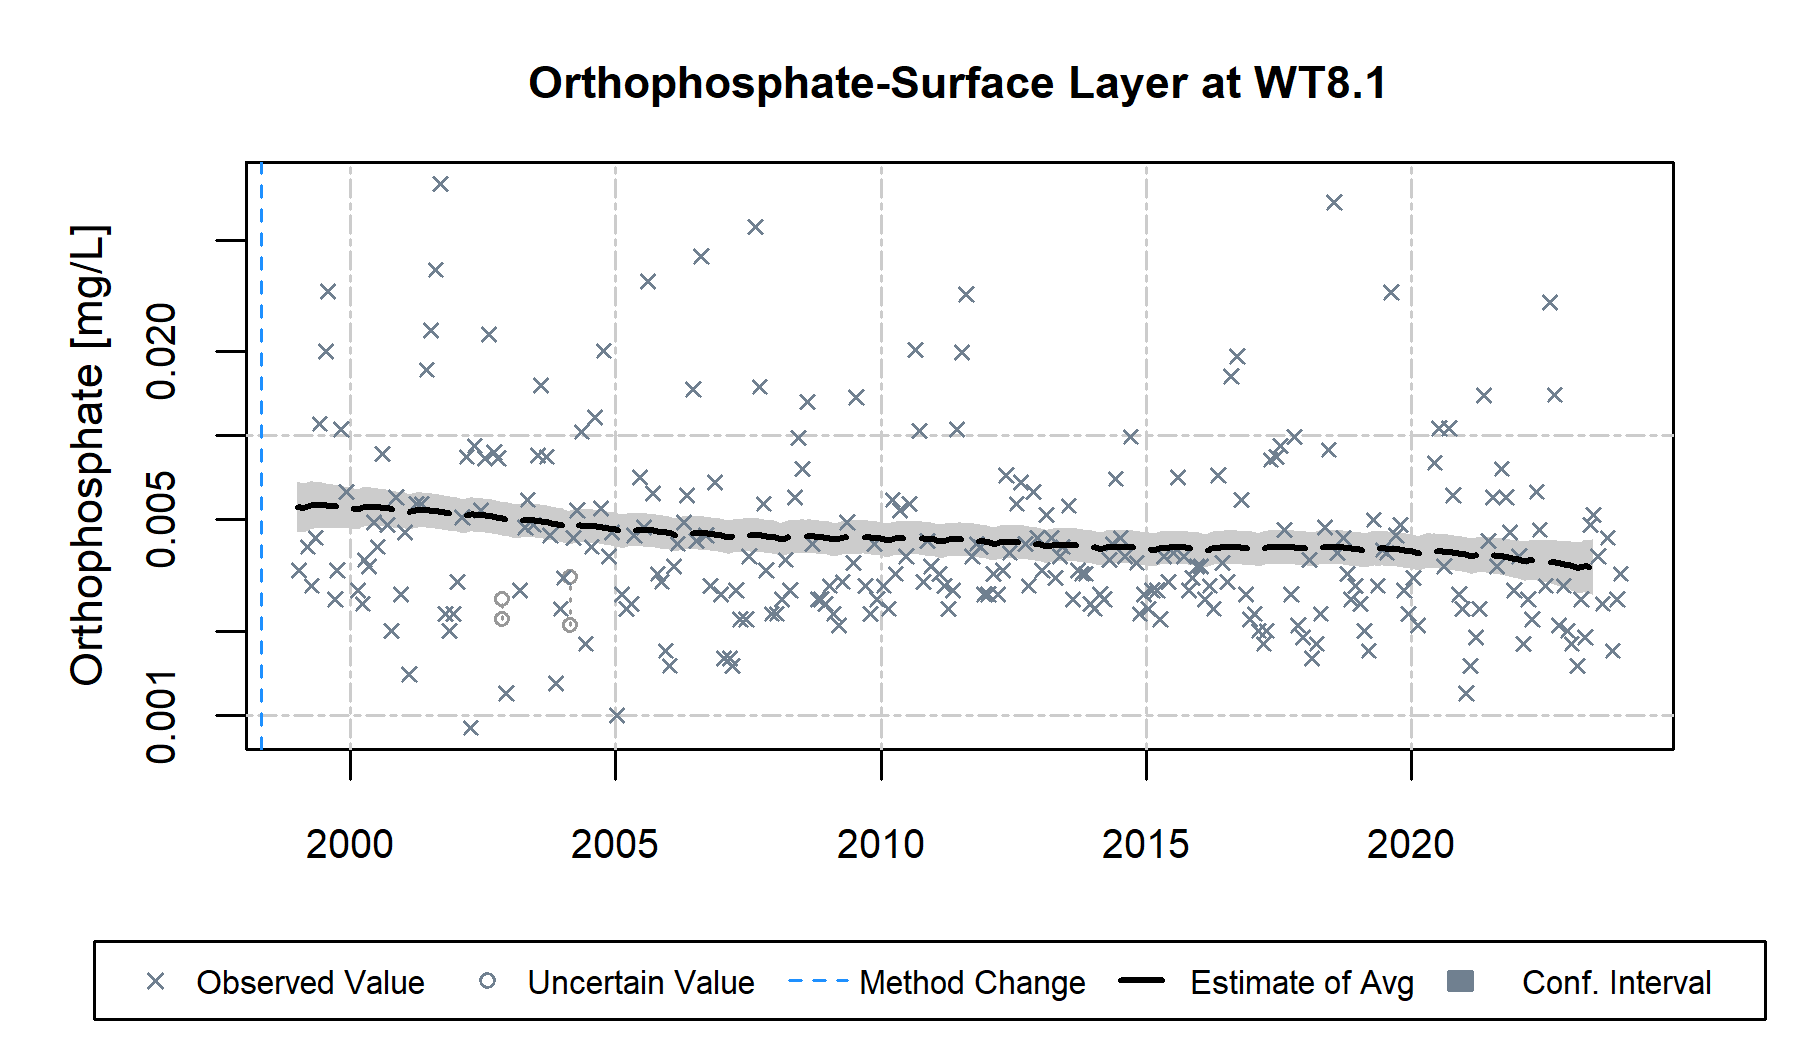 Orthophosphate-Surface Layer at WT8.1
Orthophosphate [mg/L]
0.020
0.005
0.001
2000 2005 2010 2015 2020
Observed Value Uncertain Value Method Change Estimate of Avg Conf. Interval